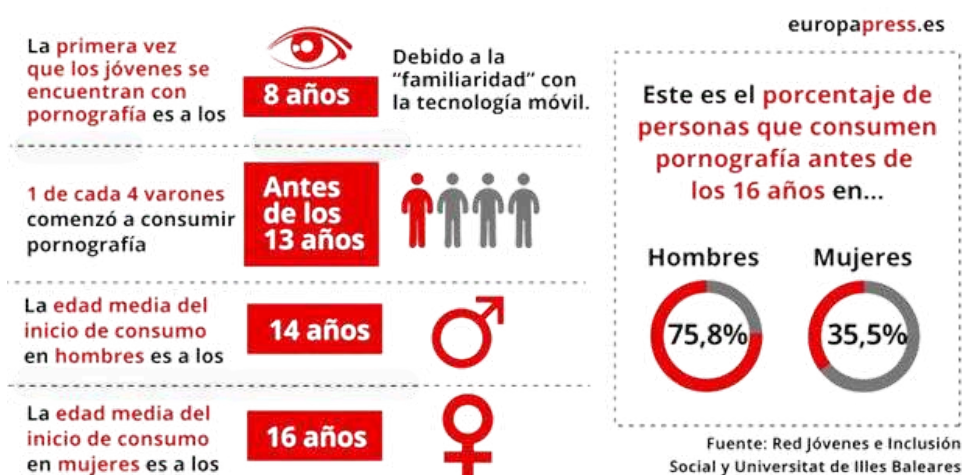 europapress.es
La primera vez
que los jóvenes se
encuentran con
pornografía es a los
8 años
Debido a la
"familiaridad" con
la tecnología móvil.
1 de cada 4 varones
comenzó a consumir
pornografía
Antes
de los
13 años
La edad media del
inicio de consumo
en hombres es a los
14 años
La edad media del
inicio de consumo
en mujeres es a los
16 años
Este es el porcentaje de
personas que consumen
pornografía antes de
los 16 años en...
Hombres
75,8%
Mujeres
35,5%
Fuente: Red Jóvenes e Inclusión
Social y Universitat de Illes Baleares